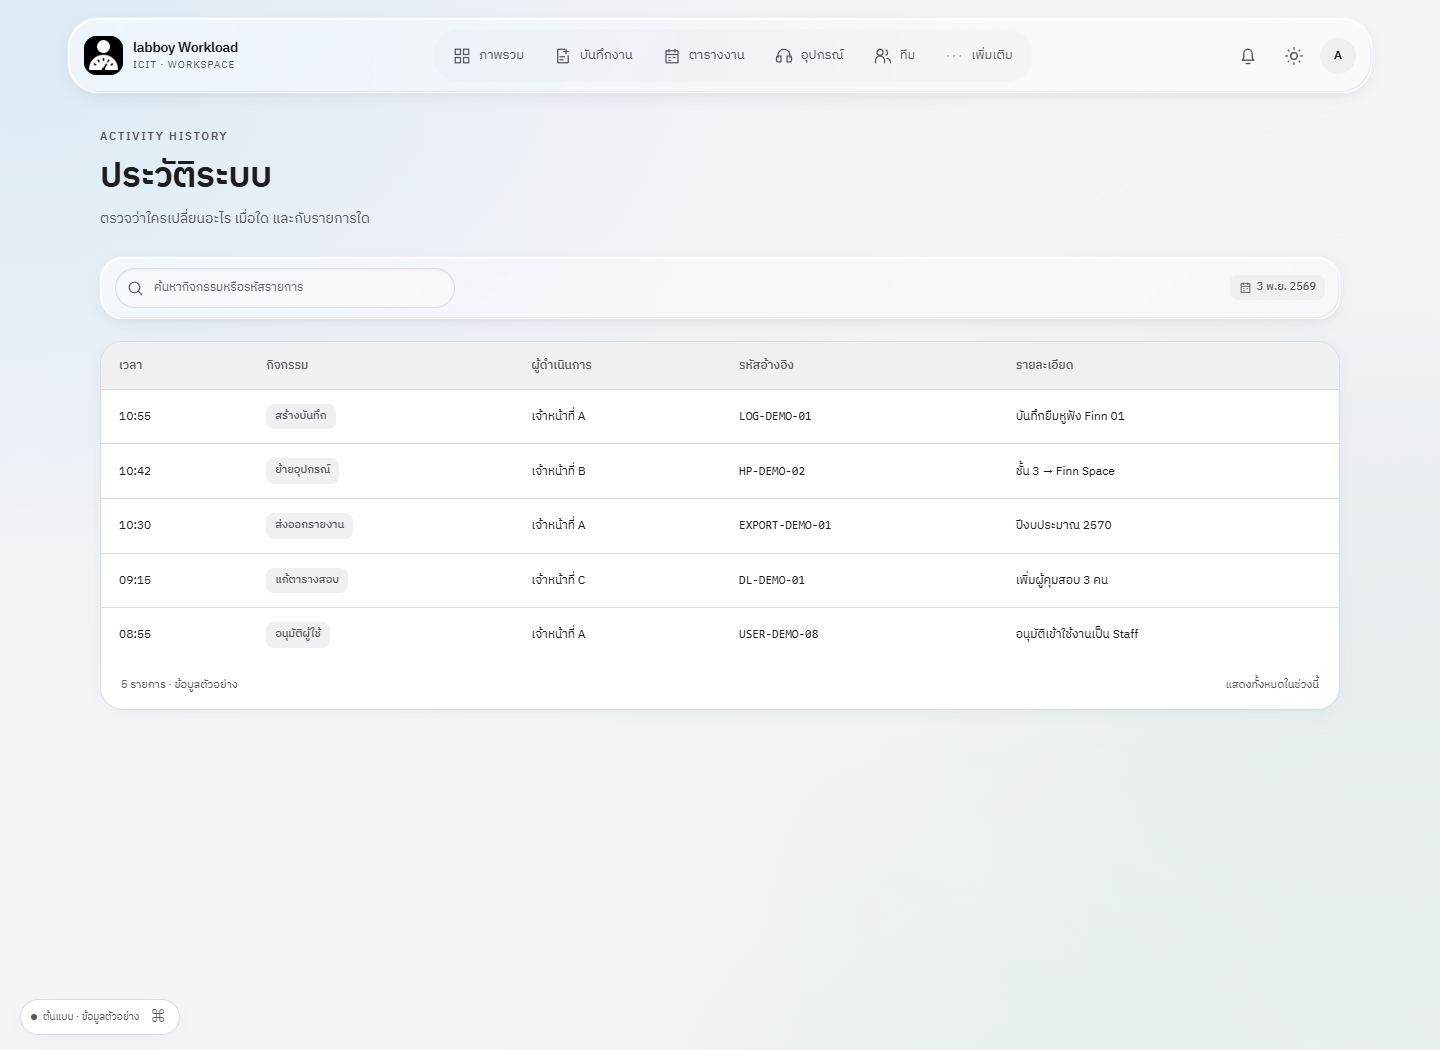 labboy Workload
ICIT · WORKSPACE
ภาพรวม
บันทึกงาน
ตารางงาน
อุปกรณ์
ทีม
··· เพิ่มเติม
A
ACTIVITY HISTORY
ประวัติระบบ
ตรวจว่าใครเปลี่ยนอะไร เมื่อใด และกับรายการใด
ค้นหากิจกรรมหรือรหัสรายการ
3 พ.ย. 2569
เวลา กิจกรรม ผู้ดำเนินการ รหัสอ้างอิง รายละเอียด
10:55 สร้างบันทึก เจ้าหน้าที่ A LOG-DEMO-01 บันทึกยืมหูฟัง Finn 01
10:42 ย้ายอุปกรณ์ เจ้าหน้าที่ B HP-DEMO-02 ชั้น 3 → Finn Space
10:30 ส่งออกรายงาน เจ้าหน้าที่ A EXPORT-DEMO-01 ปีงบประมาณ 2570
09:15 แก้ตารางสอบ เจ้าหน้าที่ C DL-DEMO-01 เพิ่มผู้คุมสอบ 3 คน
08:55 อนุมัติผู้ใช้ เจ้าหน้าที่ A USER-DEMO-08 อนุมัติเข้าใช้งานเป็น Staff
5 รายการ · ข้อมูลตัวอย่าง
แสดงทั้งหมดในช่วงนี้
ต้นแบบ · ข้อมูลตัวอย่าง ⌘